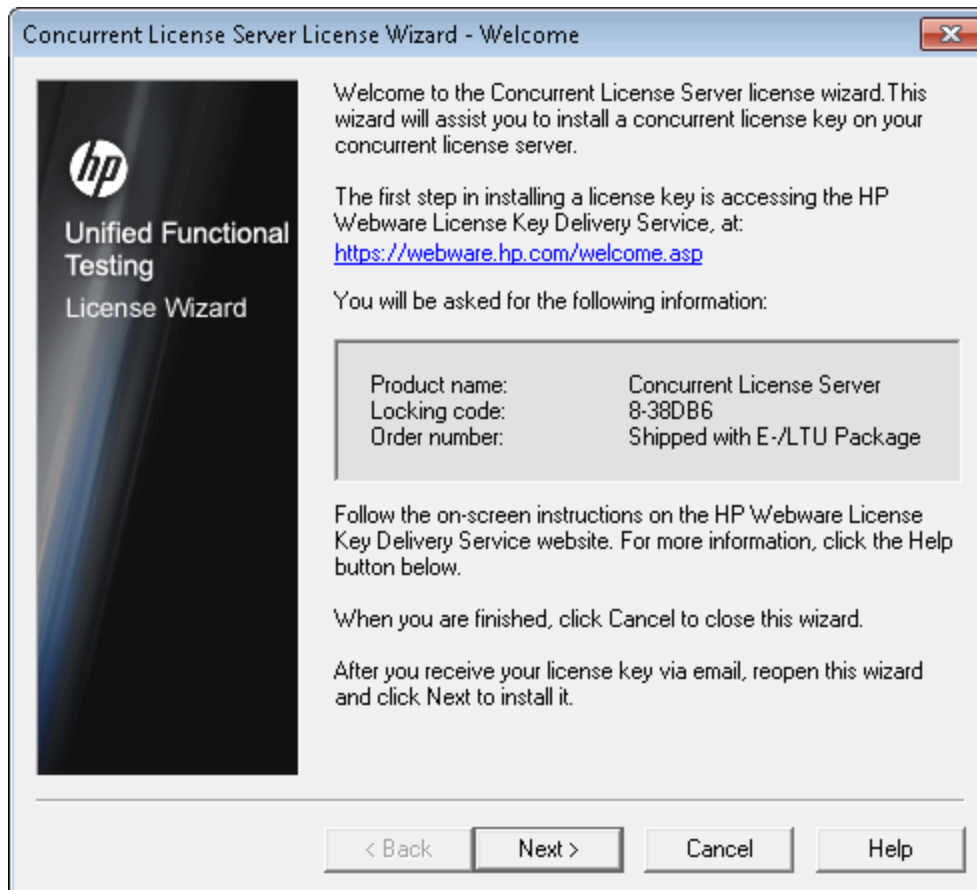 Concurrent License Server License Wizard - Welcome
hp
Unified Functional
Testing
License Wizard
Welcome to the Concurrent License Server license wizard.This
wizard will assist you to install a concurrent license key on your
concurrent license server.
The first step in installing a license key is accessing the HP
Webware License Key Delivery Service, at:
https://webware.hp.com/welcome.asp
You will be asked for the following information:
Product name: Concurrent License Server
Locking code: 8-38DB6
Order number: Shipped with E-/LTU Package
Follow the on-screen instructions on the HP Webware License
Key Delivery Service website. For more information, click the Help
button below.
When you are finished, click Cancel to close this wizard.
After you receive your license key via email, reopen this wizard
and click Next to install it.
< Back Next > Cancel Help